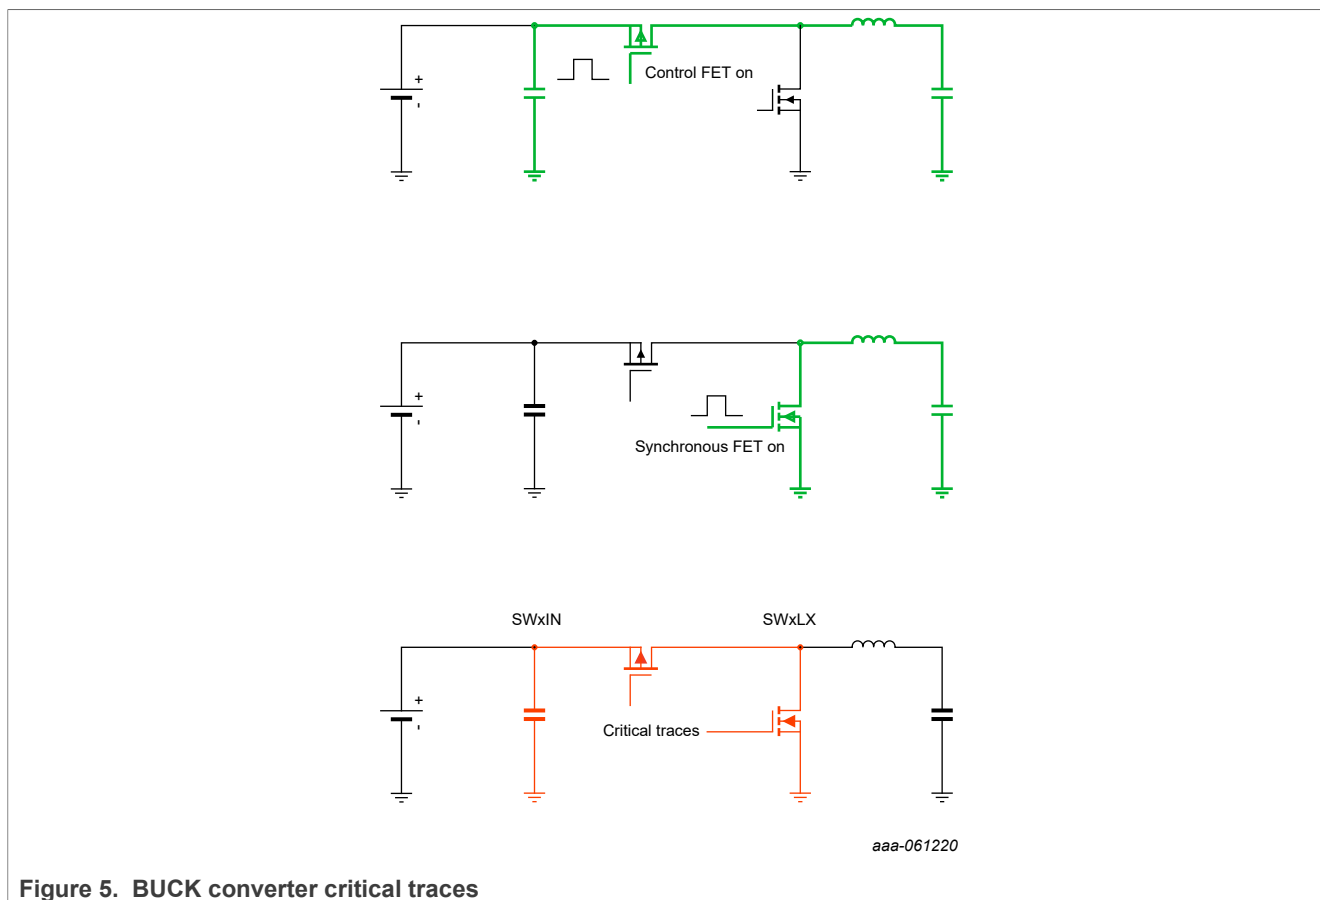 +
-
Control FET on
+
-
Synchronous FET on
SWxIN SWxLX
+
-
Critical traces
aaa-061220
Figure 5. BUCK converter critical traces